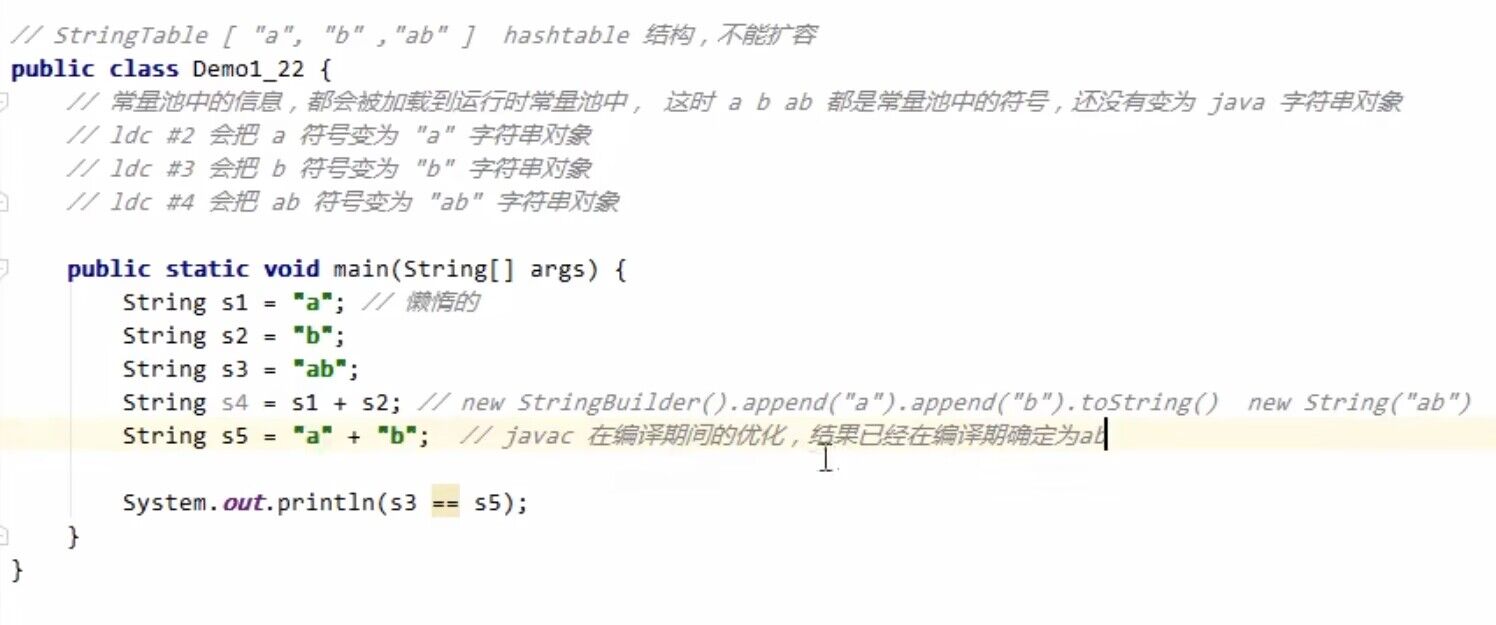 // StringTable [ "a", "b" ,"ab" ]  hashtable 结构，不能扩容
public class Demo1_22 {
    // 常量池中的信息，都会被加载到运行时常量池中， 这时 a b ab 都是常量池中的符号，还没有变为 java 字符串对象
    // ldc #2 会把 a 符号变为 "a" 字符串对象
    // ldc #3 会把 b 符号变为 "b" 字符串对象
    // ldc #4 会把 ab 符号变为 "ab" 字符串对象
    public static void main(String[] args) {
        String s1 = "a"; // 懒惰的
        String s2 = "b";
        String s3 = "ab";
        String s4 = s1 + s2; // new StringBuilder().append("a").append("b").toString()  new String("ab")
        String s5 = "a" + "b";  // javac 在编译期间的优化，结果已经在编译期确定为ab
        System.out.println(s3 == s5);
    }
}